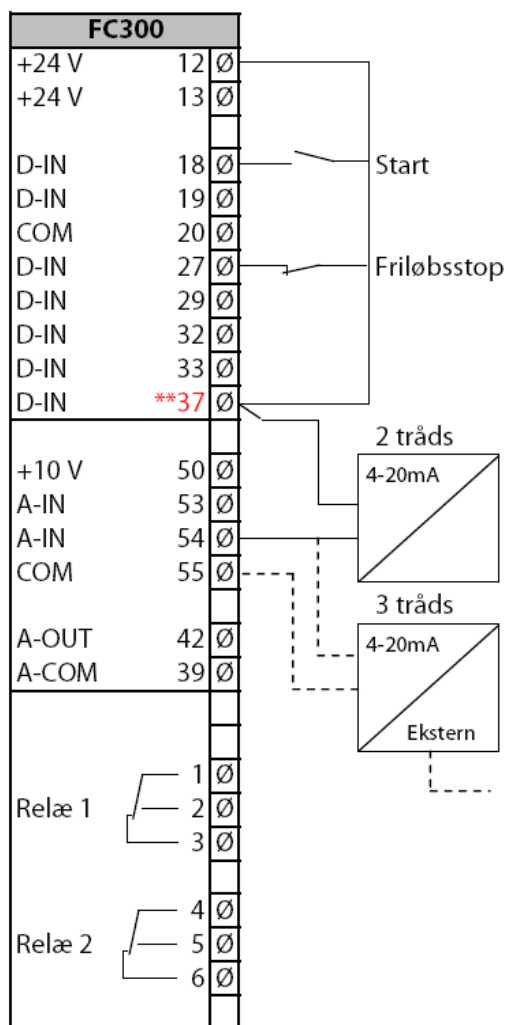 FC300
+24 V 12 Ø
+24 V 13 Ø
D-IN 18 Ø Start
D-IN 19 Ø
COM 20 Ø
D-IN 27 Ø Friløbsstop
D-IN 29 Ø
D-IN 32 Ø
D-IN 33 Ø
D-IN **37 Ø
2 tråds
+10 V 50 Ø 4-20mA
A-IN 53 Ø
A-IN 54 Ø
COM 55 Ø
3 tråds
A-OUT 42 Ø 4-20mA
A-COM 39 Ø
Ekstern
1 Ø
Relæ 1 2 Ø
3 Ø
4 Ø
Relæ 2 5 Ø
6 Ø